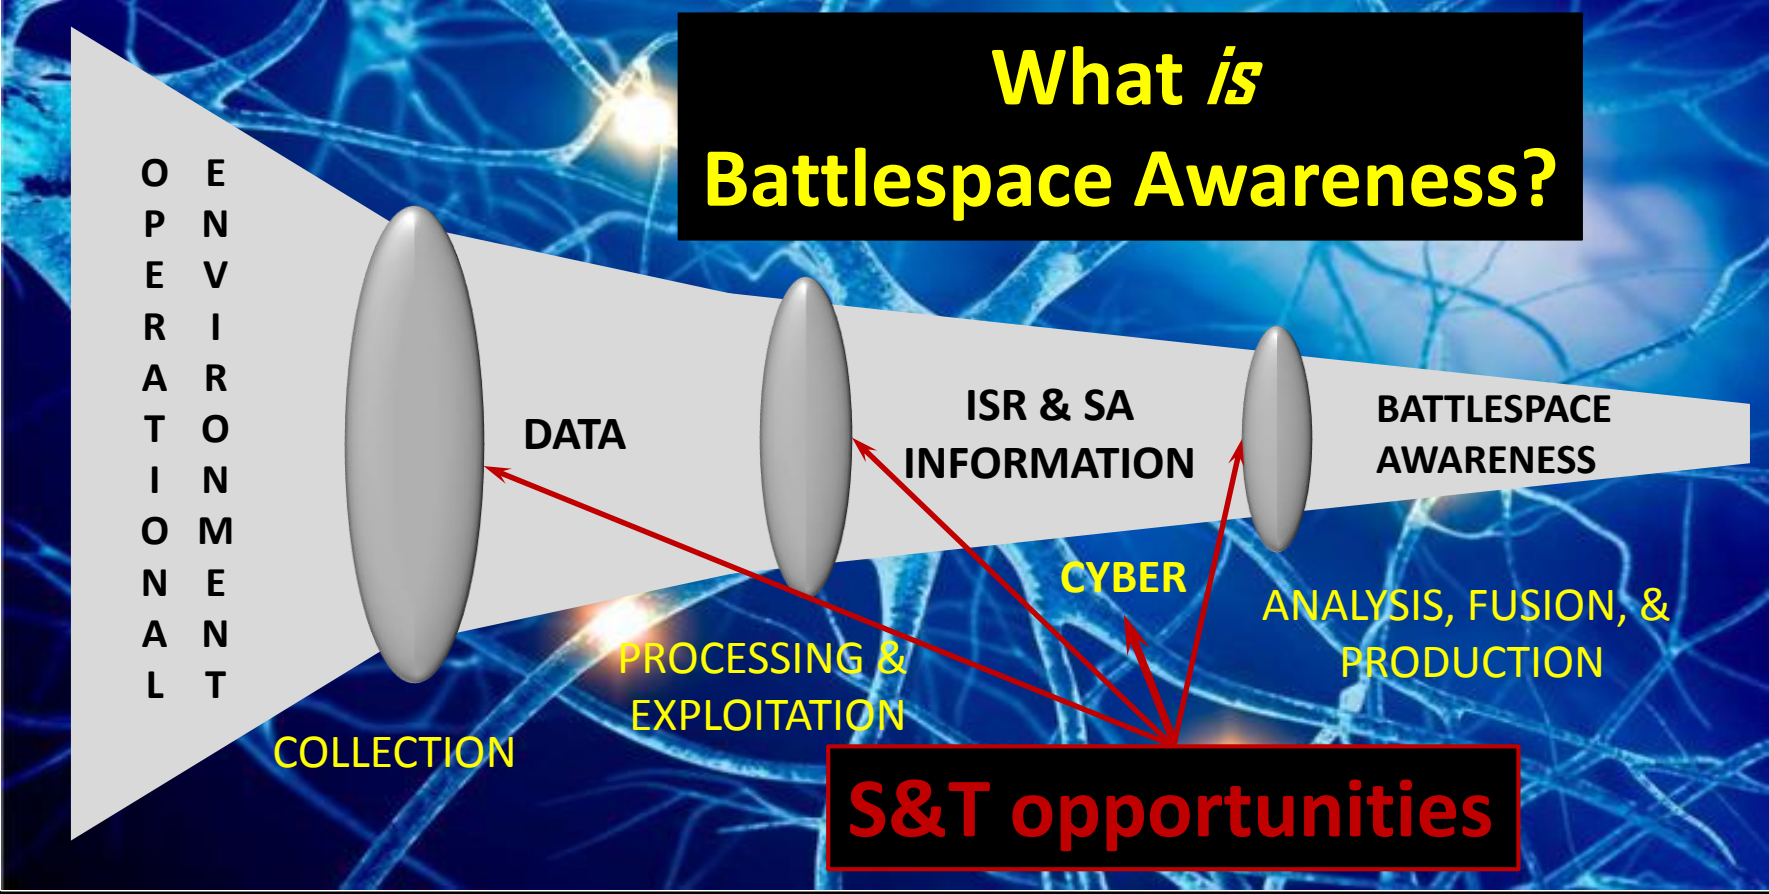 What is
Battlespace Awareness?
OPERATIONAL
ENVIRONMENT
DATA
ISR & SA
INFORMATION
BATTLESPACE
AWARENESS
COLLECTION
PROCESSING &
EXPLOITATION
CYBER
ANALYSIS, FUSION, &
PRODUCTION
S&T opportunities